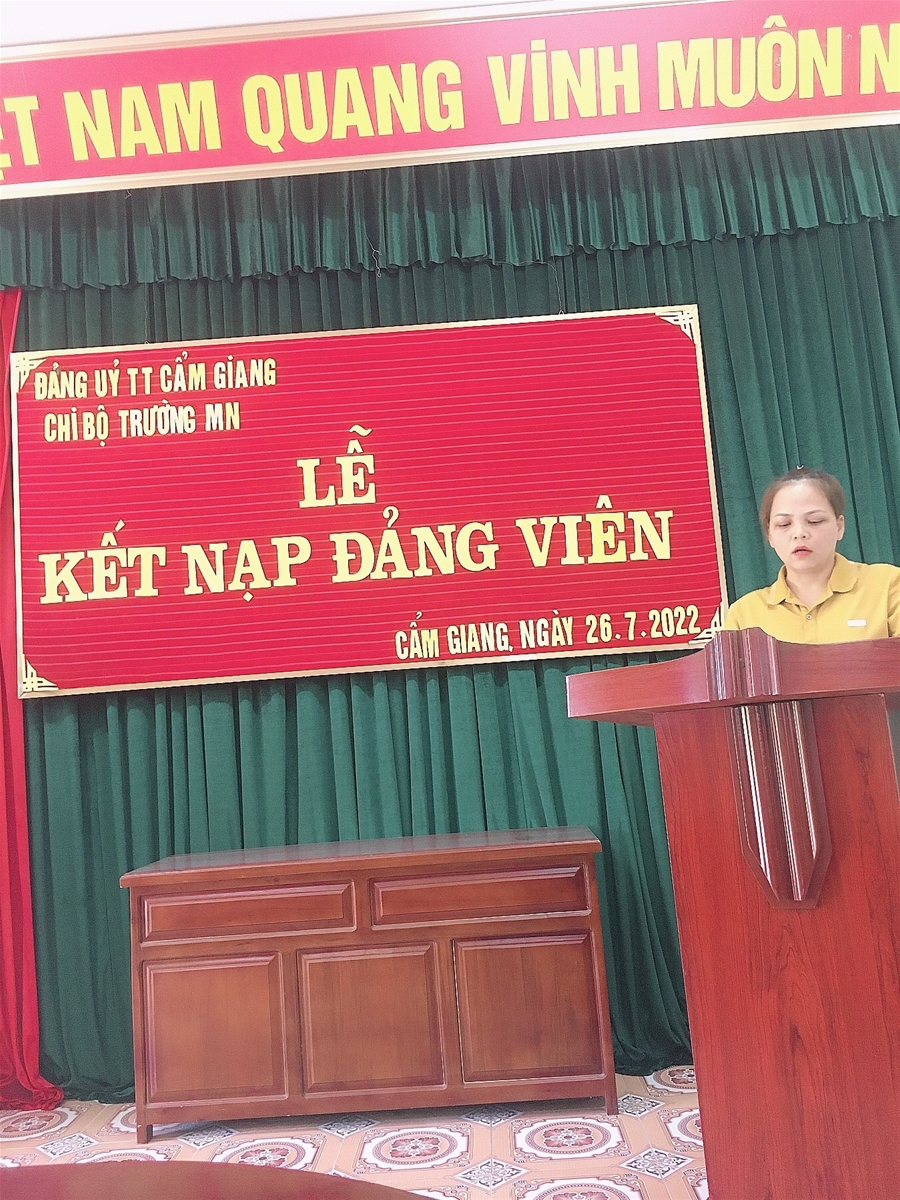 ỆT NAM QUANG VINH MUÔN N
ĐẢNG UỶ TT CẨM GIANG
CHI BỘ TRƯỜNG MN
LỄ
KẾT NẠP ĐẢNG VIÊN
CẨM GIANG, NGÀY 26.7.2022